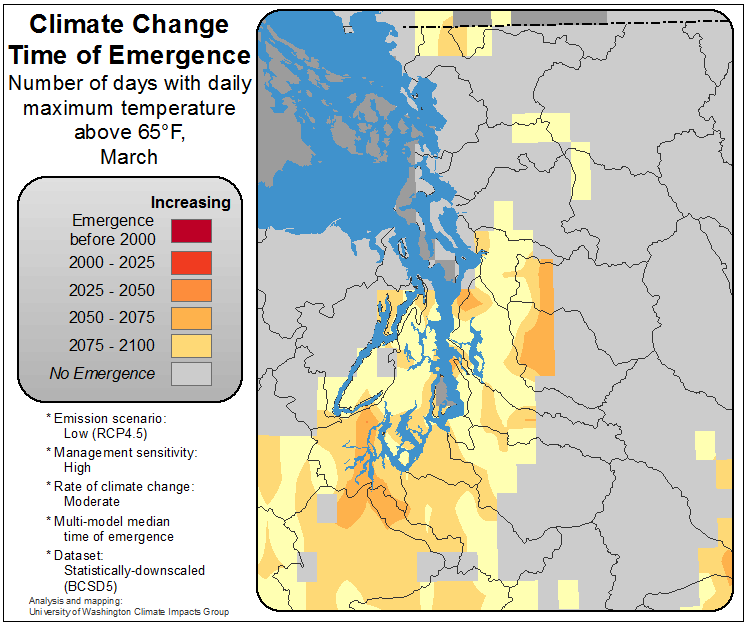 Climate Change
Time of Emergence
Number of days with daily
maximum temperature
above 65°F,
March
Increasing
Emergence
before 2000
2000 - 2025
2025 - 2050
2050 - 2075
2075 - 2100
No Emergence
* Emission scenario:
Low (RCP4.5)
* Management sensitivity:
High
* Rate of climate change:
Moderate
* Multi-model median
time of emergence
* Dataset:
Statistically-downscaled
(BCSD5)
Analysis and mapping:
University of Washington Climate Impacts Group